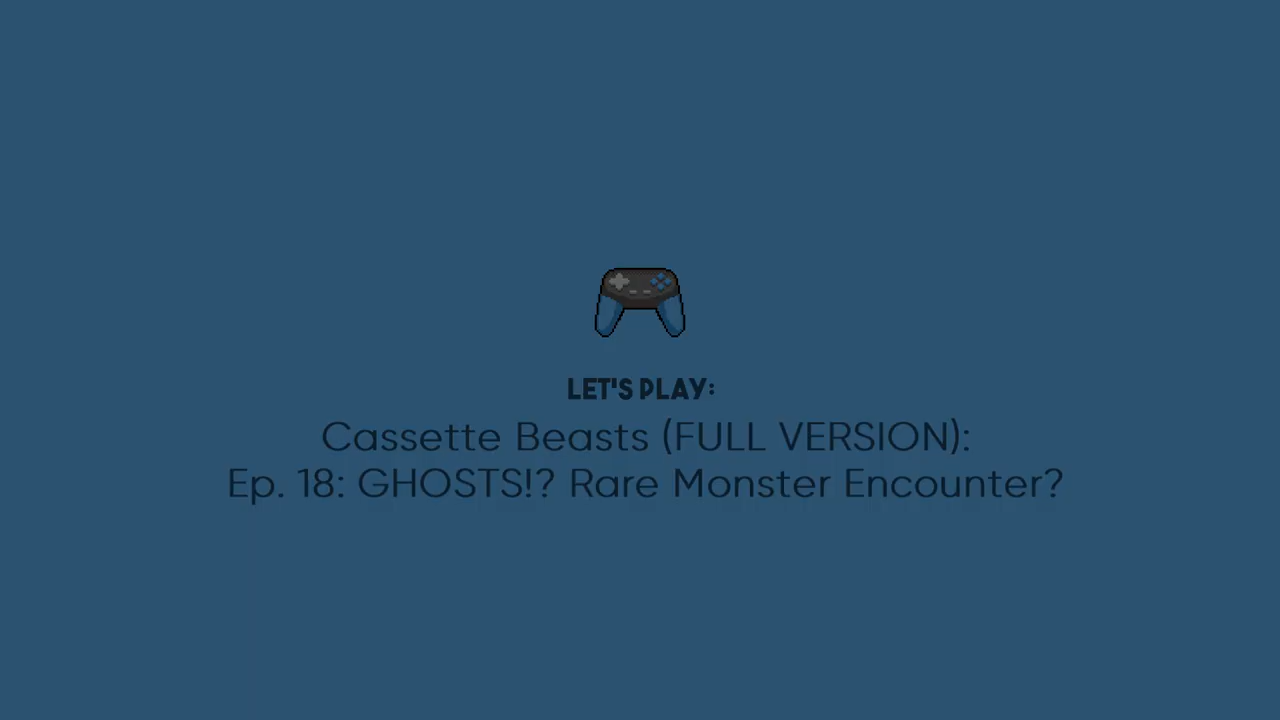 LET'S PLAY:
Cassette Beasts (FULL VERSION):
Ep. 18: GHOSTS!? Rare Monster Encounter?